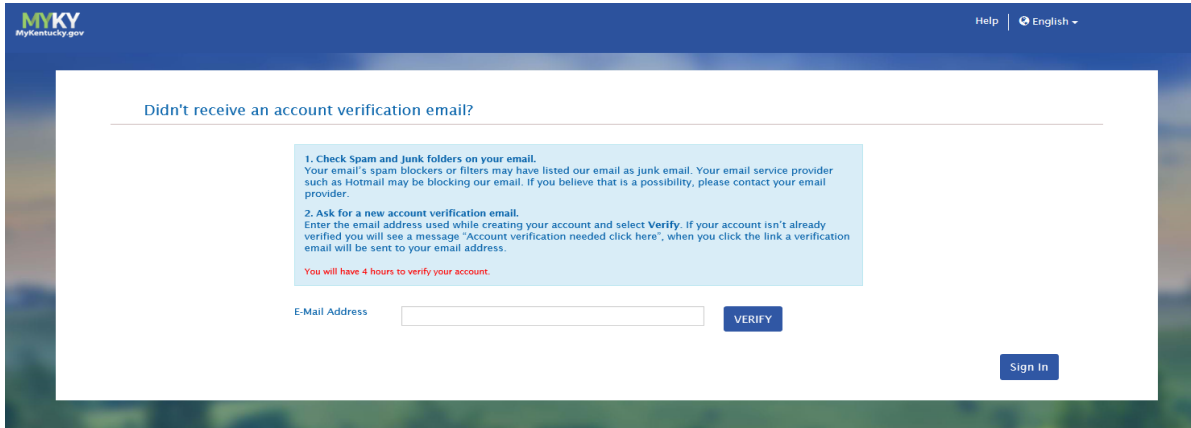 MYKY
MyKentucky.gov
Help
English
Didn't receive an account verification email?
1. Check Spam and Junk folders on your email.
Your email's spam blockers or filters may have listed our email as junk email. Your email service provider
such as Hotmail may be blocking our email. If you believe that is a possibility, please contact your email
provider.
2. Ask for a new account verification email.
Enter the email address used while creating your account and select Verify. If your account isn't already
verified you will see a message "Account verification needed click here", when you click the link a verification
email will be sent to your email address.
You will have 4 hours to verify your account.
E-Mail Address
VERIFY
Sign In